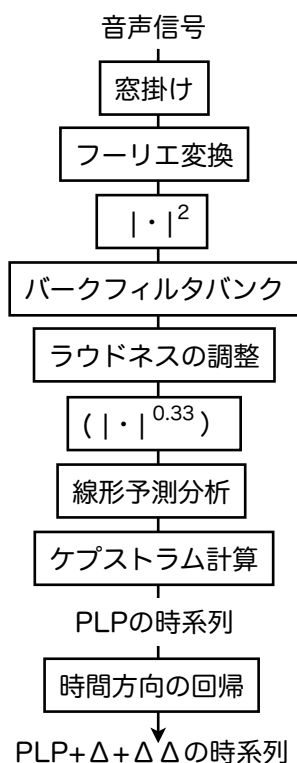 音声信号
窓掛け
フーリエ変換
|・|²
バークフィルタバンク
ラウドネスの調整
(|・|^0.33)
線形予測分析
ケプストラム計算
PLPの時系列
時間方向の回帰
PLP+Δ+ΔΔの時系列